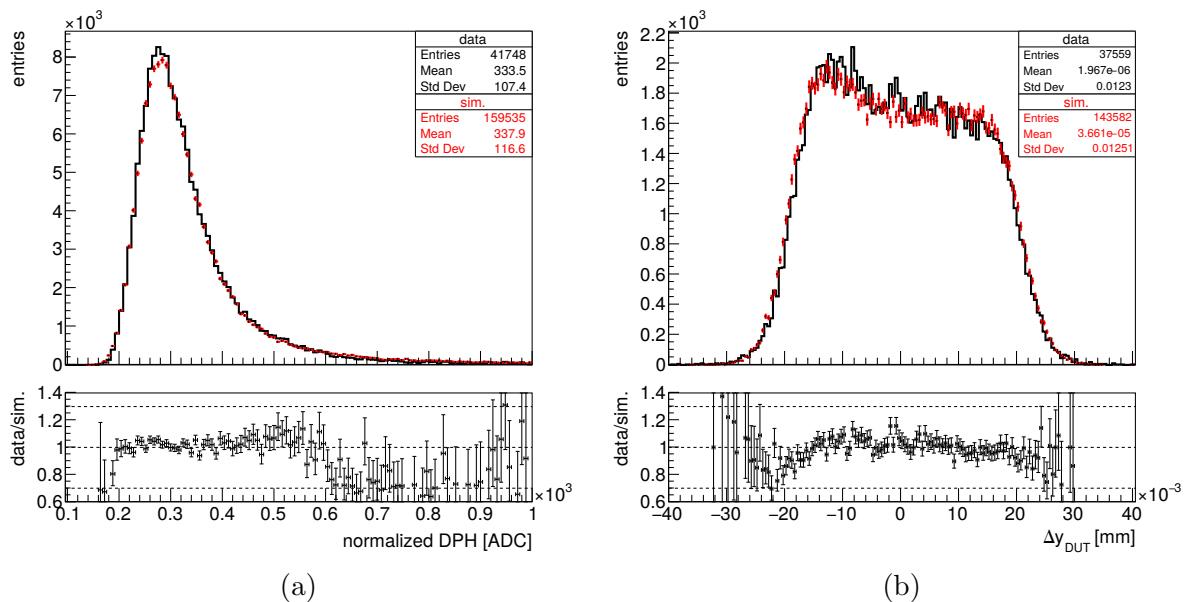 ×10³
entries
data
Entries 41748
Mean 333.5
Std Dev 107.4
sim.
Entries 159535
Mean 337.9
Std Dev 116.6
8
7
6
5
4
3
2
1
0
data/sim.
1.4
1.2
1
0.8
0.6
0.1 0.2 0.3 0.4 0.5 0.6 0.7 0.8 0.9 1
×10³
normalized DPH [ADC]
(a)
×10³
entries
data
Entries 37559
Mean 1.967e-06
Std Dev 0.0123
sim.
Entries 143582
Mean 3.661e-05
Std Dev 0.01251
2.2
2
1.8
1.6
1.4
1.2
1
0.8
0.6
0.4
0.2
0
data/sim.
1.4
1.2
1
0.8
0.6
−40 −30 −20 −10 0 10 20 30 40
×10⁻³
Δy_DUT [mm]
(b)